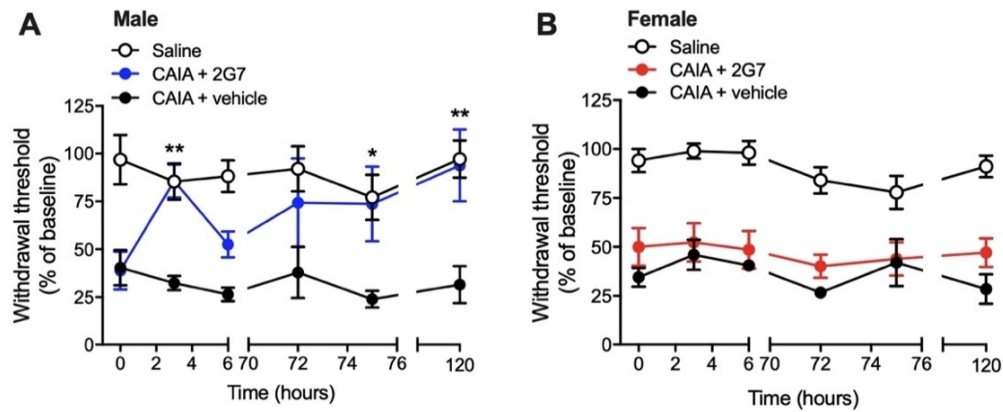 A
Male
Saline
CAIA + 2G7
CAIA + vehicle
Withdrawal threshold
(% of baseline)
125
100
75
50
25
0
**
*
**
0 2 4 6 70 72 74 76 120
Time (hours)
B
Female
Saline
CAIA + 2G7
CAIA + vehicle
Withdrawal threshold
(% of baseline)
125
100
75
50
25
0
0 2 4 6 70 72 74 76 120
Time (hours)